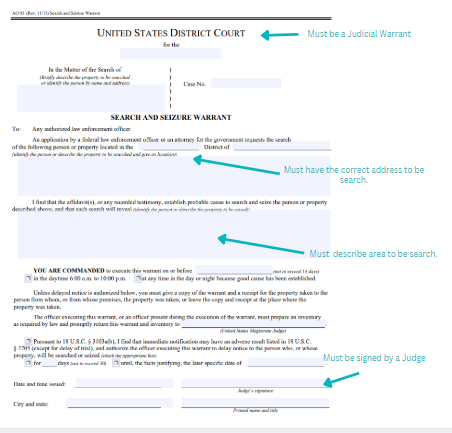 AO 93 (Rev. 11/13) Search and Seizure Warrant
UNITED STATES DISTRICT COURT
Must be a Judicial Warrant
for the
In the Matter of the Search of
(Briefly describe the property to be searched
or identify the person by name and address)
Case No.
SEARCH AND SEIZURE WARRANT
To: Any authorized law enforcement officer
An application by a federal law enforcement officer or an attorney for the government requests the search
of the following person or property located in the District of
(identify the person or describe the property to be searched and give its location):
Must have the correct address to be
search.
I find that the affidavit(s), or any recorded testimony, establish probable cause to search and seize the person or property
described above, and that such search will reveal (identify the person or describe the property to be seized):
Must describe area to be search.
YOU ARE COMMANDED to execute this warrant on or before (not to exceed 14 days)
in the daytime 6:00 a.m. to 10:00 p.m. at any time in the day or night because good cause has been established.
Unless delayed notice is authorized below, you must give a copy of the warrant and a receipt for the property taken to the
person from whom, or from whose premises, the property was taken, or leave the copy and receipt at the place where the
property was taken.
The officer executing this warrant, or an officer present during the execution of the warrant, must prepare an inventory
as required by law and promptly return this warrant and inventory to
(United States Magistrate Judge)
Pursuant to 18 U.S.C. § 3103a(b), I find that immediate notification may have an adverse result listed in 18 U.S.C.
§ 2705 (except for delay of trial), and authorize the officer executing this warrant to delay notice to the person who, or whose
property, will be searched or seized (check the appropriate box)
for days (not to exceed 30) until, the facts justifying, the later specific date of
Must be signed by a Judge
Date and time issued:
Judge's signature
City and state:
Printed name and title